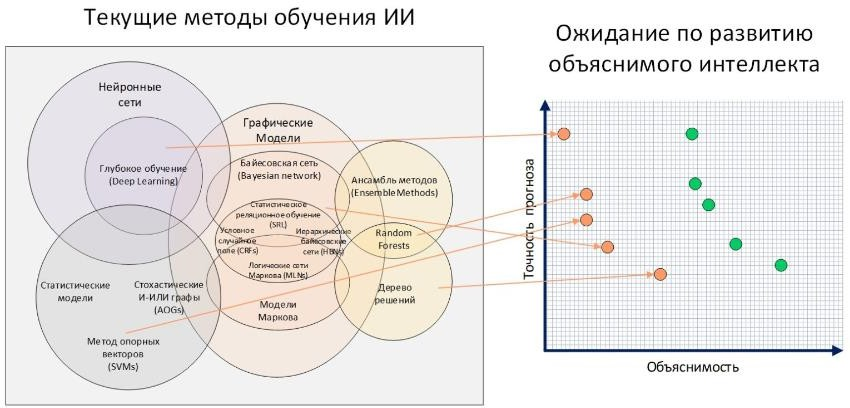 Текущие методы обучения ИИ
Ожидание по развитию
объяснимого интеллекта
Нейронные
сети
Глубокое обучение
(Deep Learning)
Графические
Модели
Байесовская сеть
(Bayesian network)
Ансамбль методов
(Ensemble Methods)
Статистическое
реляционное обучение
(SRL)
Условное
случайное
поле (CRFs)
Иерархические
байесовские
сети (HBNs)
Random
Forests
Логические сети
Маркова (MLNs)
Статистические
модели
Стохастических
И-ИЛИ графы
(AOGs)
Модели
Маркова
Дерево
решений
Метод опорных
векторов
(SVMs)
Точность прогноза
Объяснимость